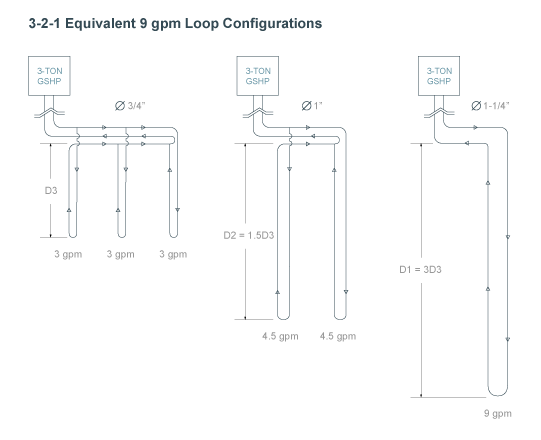 3-2-1 Equivalent 9 gpm Loop Configurations
3-TON
GSHP
Ø 3/4"
D3
3 gpm 3 gpm 3 gpm
3-TON
GSHP
Ø 1"
D2 = 1.5D3
4.5 gpm 4.5 gpm
3-TON
GSHP
Ø 1-1/4"
D1 = 3D3
9 gpm